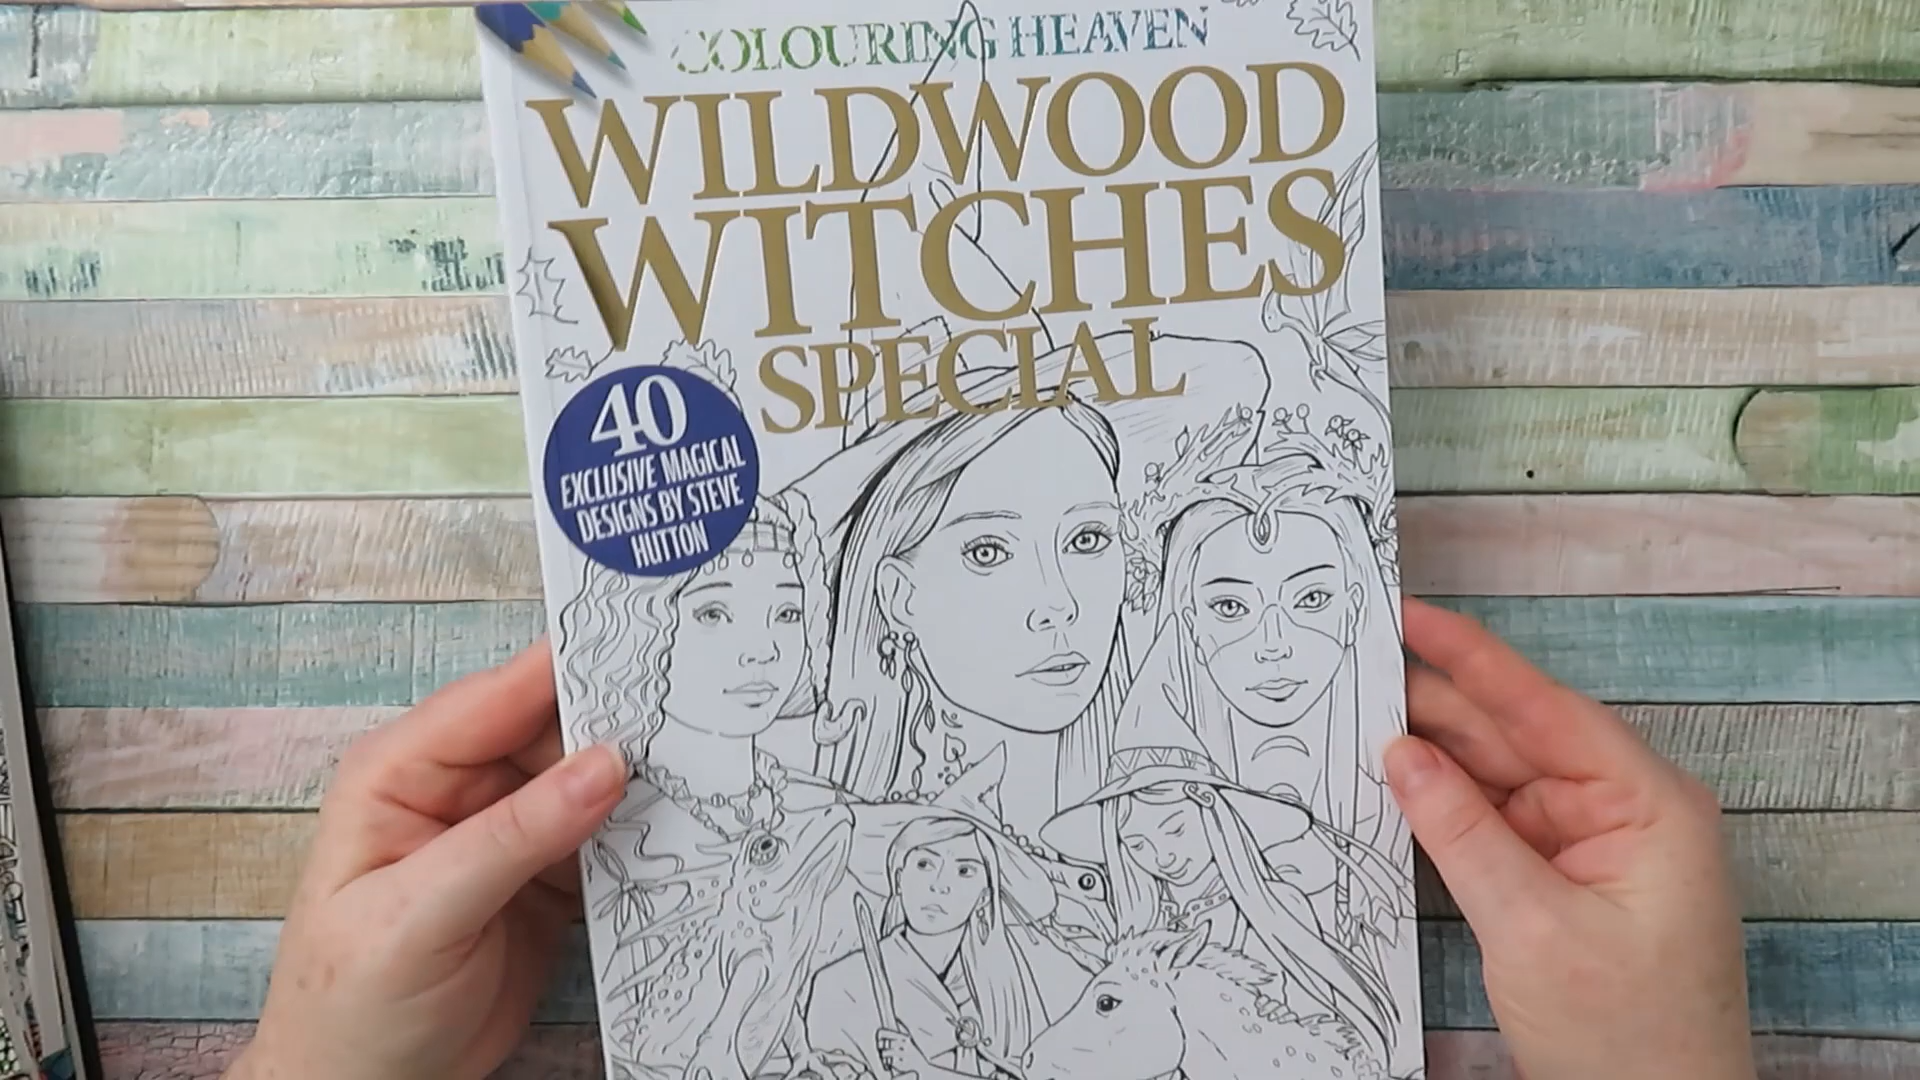 COLOURING HEAVEN
WILDWOOD
WITCHES
SPECIAL
40
EXCLUSIVE MAGICAL
DESIGNS BY STEVE
HUTTON